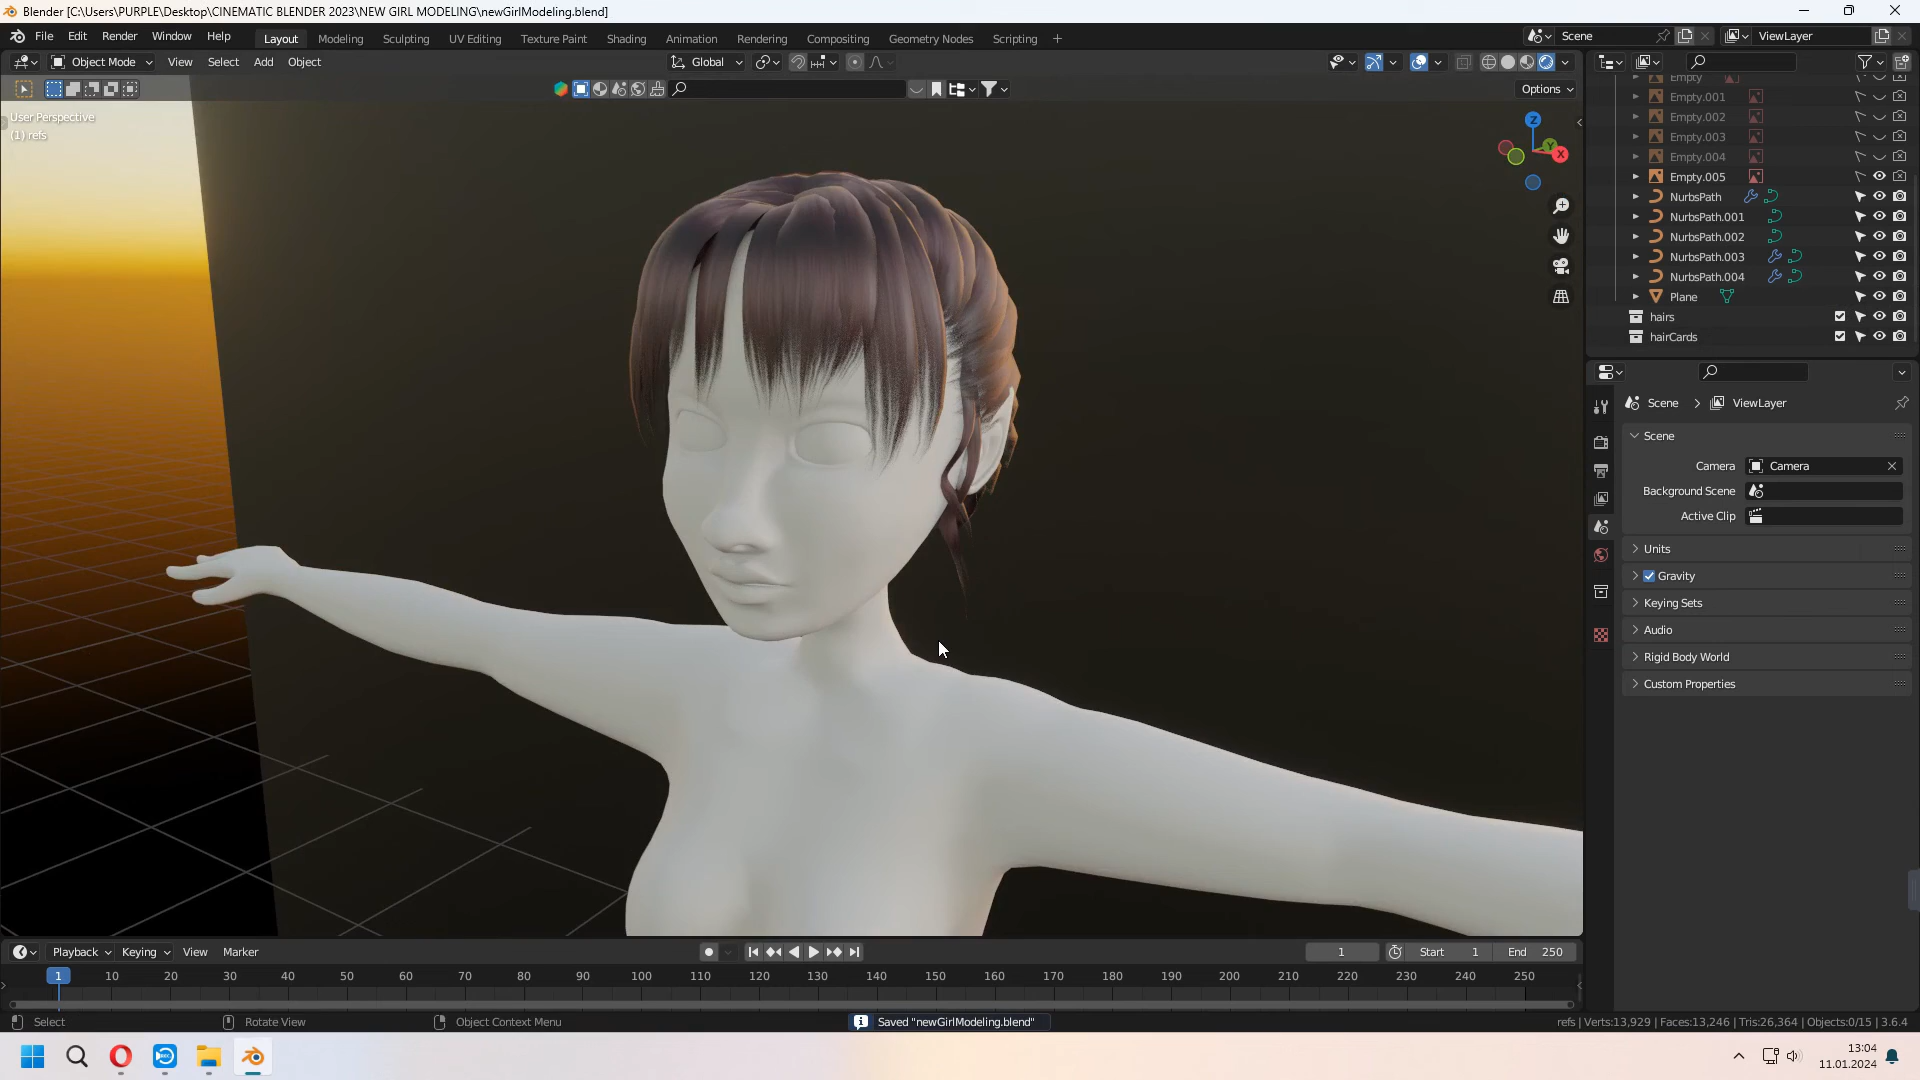 Blender [C:\Users\PURPLE\Desktop\CINEMATIC BLENDER 2023\NEW GIRL MODELING\newGirlModeling.blend]
File Edit Render Window Help Layout Modeling Sculpting UV Editing Texture Paint Shading Animation Rendering Compositing Geometry Nodes Scripting + Scene ViewLayer
Object Mode View Select Add Object Global
Options
User Perspective
(1) refs
Z
Y
X
Empty
Empty.001
Empty.002
Empty.003
Empty.004
Empty.005
NurbsPath
NurbsPath.001
NurbsPath.002
NurbsPath.003
NurbsPath.004
Plane
hairs
hairCards
Scene > ViewLayer
Scene
Camera Camera
Background Scene
Active Clip
Units
Gravity
Keying Sets
Audio
Rigid Body World
Custom Properties
Playback Keying View Marker 1 Start 1 End 250
1 10 20 30 40 50 60 70 80 90 100 110 120 130 140 150 160 170 180 190 200 210 220 230 240 250
Select Rotate View Object Context Menu Saved "newGirlModeling.blend" refs | Verts:13,929 | Faces:13,246 | Tris:26,364 | Objects:0/15 | 3.6.4
13:04
11.01.2024